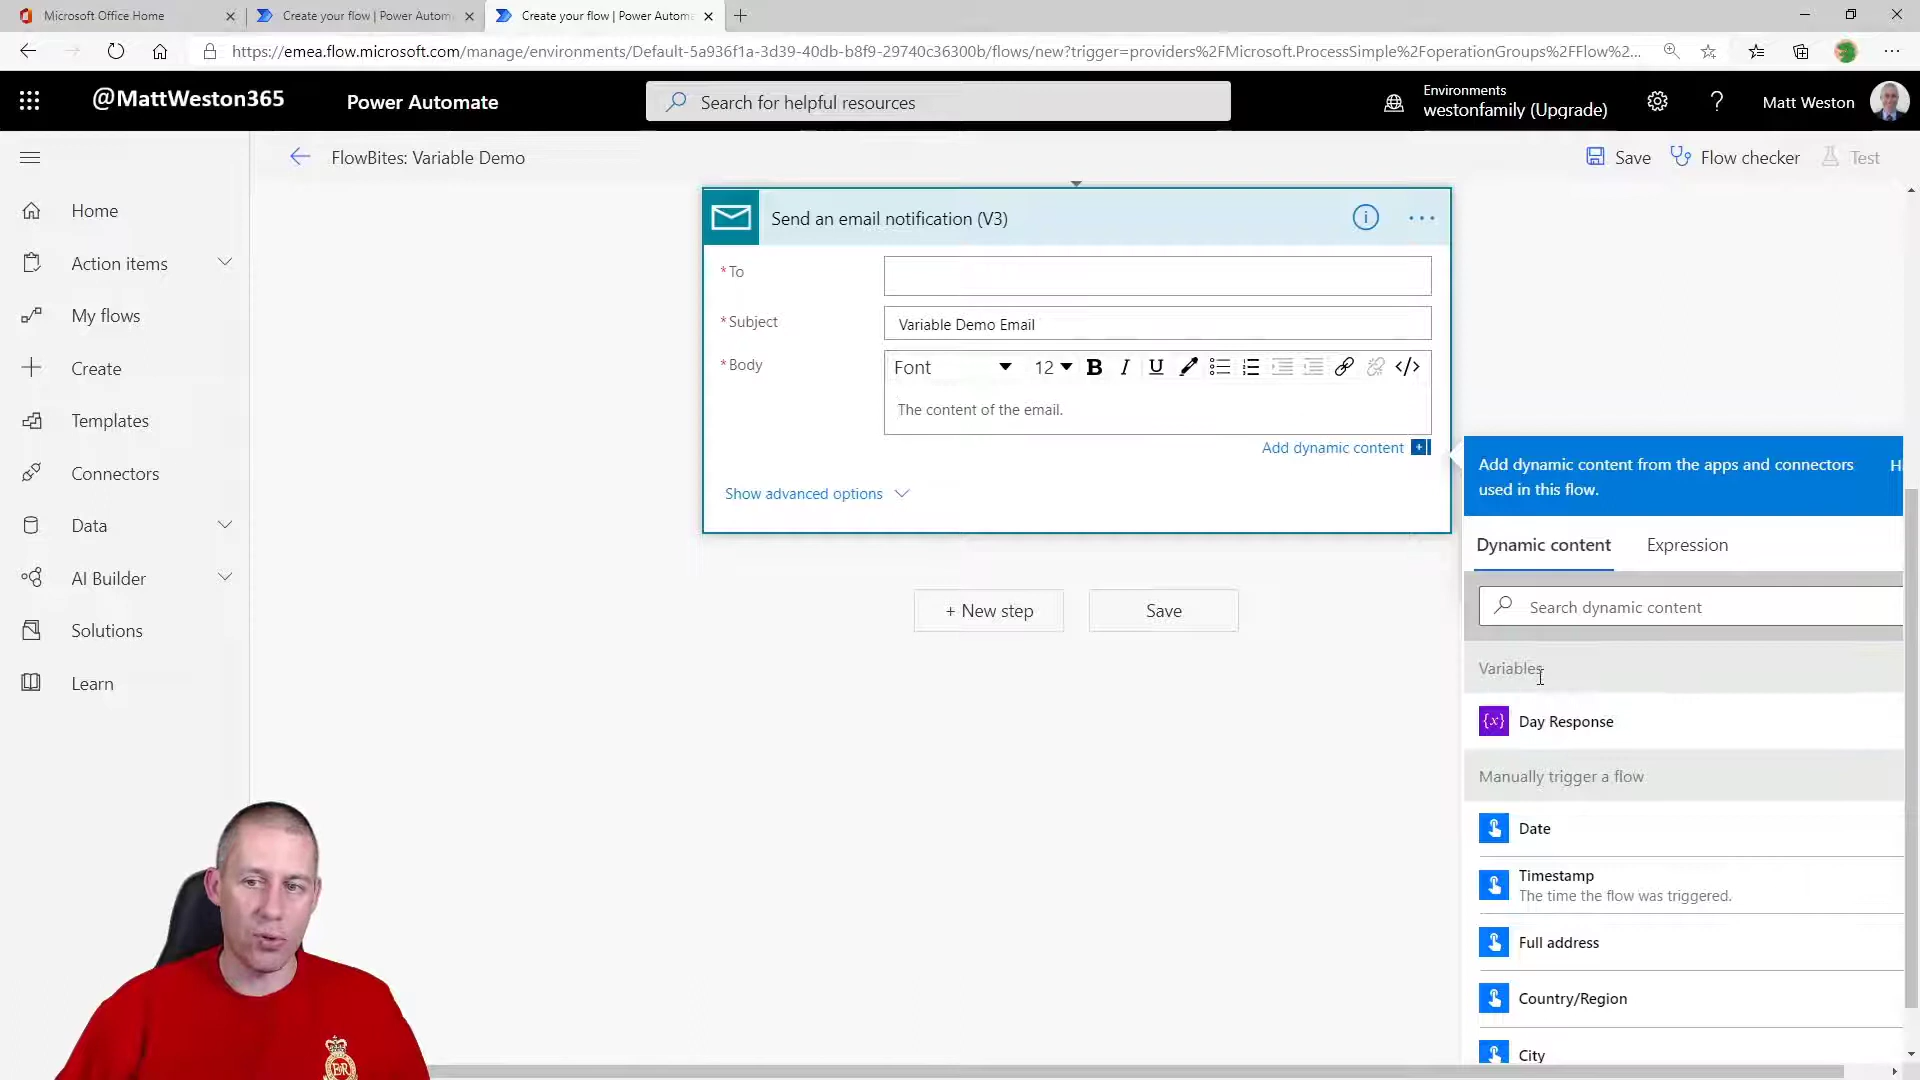 Microsoft Office Home
Create your flow | Power Autom
Create your flow | Power Autom
https://emea.flow.microsoft.com/manage/environments/Default-5a936f1a-3d39-40db-b8f9-29740c36300b/flows/new?trigger=providers%2FMicrosoft.ProcessSimple%2FoperationGroups%2FFlow%2...
@MattWeston365
Power Automate
Search for helpful resources
Environments
westonfamily (Upgrade)
?
Matt Weston
FlowBites: Variable Demo
Save
Flow checker
Test
Home
Action items
My flows
Create
Templates
Connectors
Data
AI Builder
Solutions
Learn
Send an email notification (V3)
* To
* Subject
Variable Demo Email
* Body
Font
12
B I U </>
The content of the email.
Add dynamic content
Show advanced options
+ New step
Save
Add dynamic content from the apps and connectors
used in this flow.
Dynamic content
Expression
Search dynamic content
Variables
{x} Day Response
Manually trigger a flow
Date
Timestamp
The time the flow was triggered.
Full address
Country/Region
City